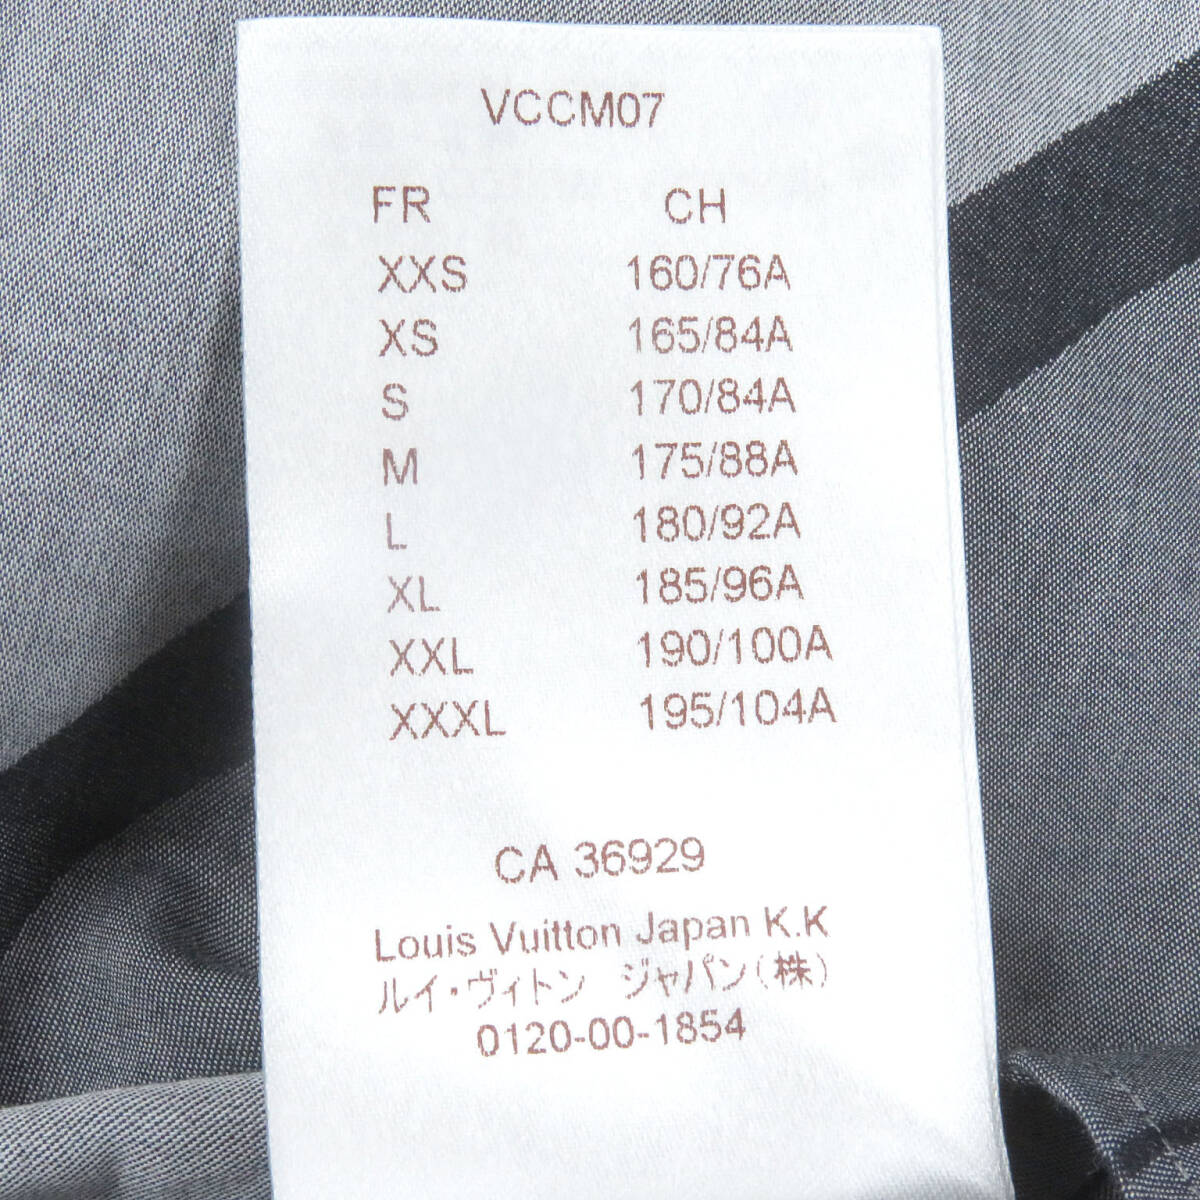 VCCM07
FR CH
XXS 160/76A
XS 165/84A
S 170/84A
M 175/88A
L 180/92A
XL 185/96A
XXL 190/100A
XXXL 195/104A
CA 36929
Louis Vuitton Japan K.K
ルイ・ヴィトン ジャパン(株)
0120-00-1854